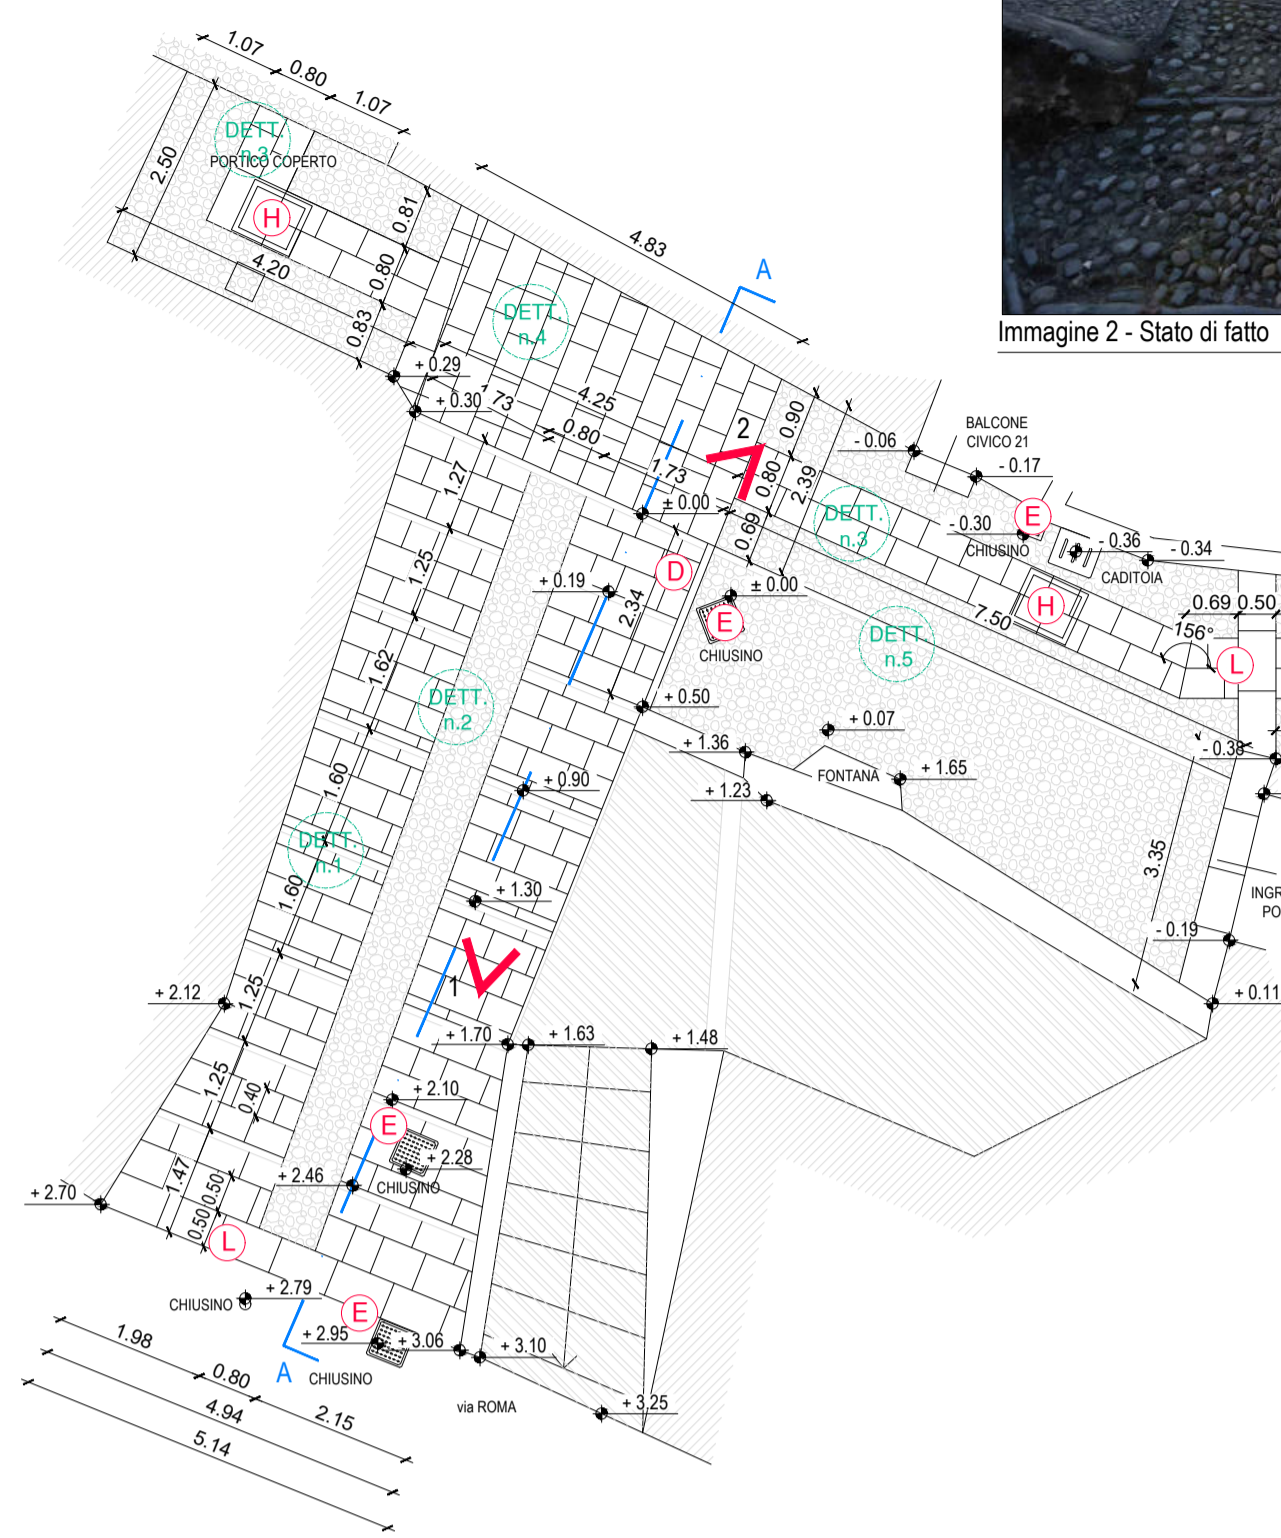 1.07
0.80
1.07
DETT.
n.3
PORTICO COPERTO
2.50
H
4.20
0.81
0.80
0.83
4.83
A
DETT.
n.4
Immagine 2 - Stato di fatto
+ 0.29
+ 0.30
1.73
4.25
0.80
1.73
2
0.90
0.80
2.39
0.69
± 0.00
- 0.06
BALCONE
CIVICO 21
- 0.17
- 0.30
E
CHIUSINO
- 0.36
- 0.34
CADITOIA
DETT.
n.3
H
7.50
0.69
0.50
156°
L
1.27
1.25
D
+ 0.19
2.34
± 0.00
E
CHIUSINO
DETT.
n.5
1.62
DETT.
n.2
+ 0.50
+ 0.07
+ 1.36
FONTANA
+ 1.65
+ 1.23
- 0.38
1.60
+ 0.90
DETT.
n.1
3.35
1.60
+ 1.30
INGR
PO
- 0.19
1
+ 2.12
1.25
+ 0.11
+ 1.70
+ 1.63
+ 1.48
1.25
0.40
+ 2.10
E
+ 2.28
CHIUSINO
+ 2.46
1.47
0.50
0.50
+ 2.70
L
+ 2.79
CHIUSINO
E
+ 2.95
+ 3.06
+ 3.10
A
CHIUSINO
via ROMA
+ 3.25
1.98
0.80
2.15
4.94
5.14